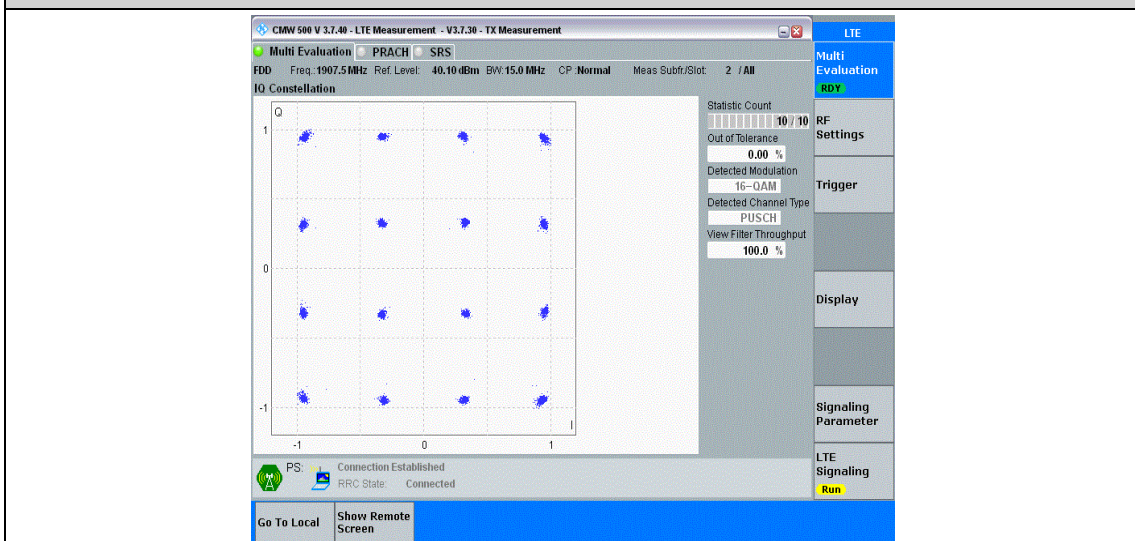 CMW 500 V 3.7.40 - LTE Measurement - V3.7.30 - TX Measurement
LTE
Multi Evaluation PRACH SRS
FDD Freq.:1907.5 MHz Ref. Level: 40.10 dBm BW:15.0 MHz CP :Normal Meas Subfr./Slot: 2 / All
IQ Constellation
Q
1
0
-1
-1 0 1
I
Statistic Count
10 / 10
Out of Tolerance
0.00 %
Detected Modulation
16-QAM
Detected Channel Type
PUSCH
View Filter Throughput
100.0 %
Multi
Evaluation
RDY
RF
Settings
Trigger
Display
Signaling
Parameter
LTE
Signaling
Run
PS: Connection Established
RRC State: Connected
Go To Local
Show Remote
Screen